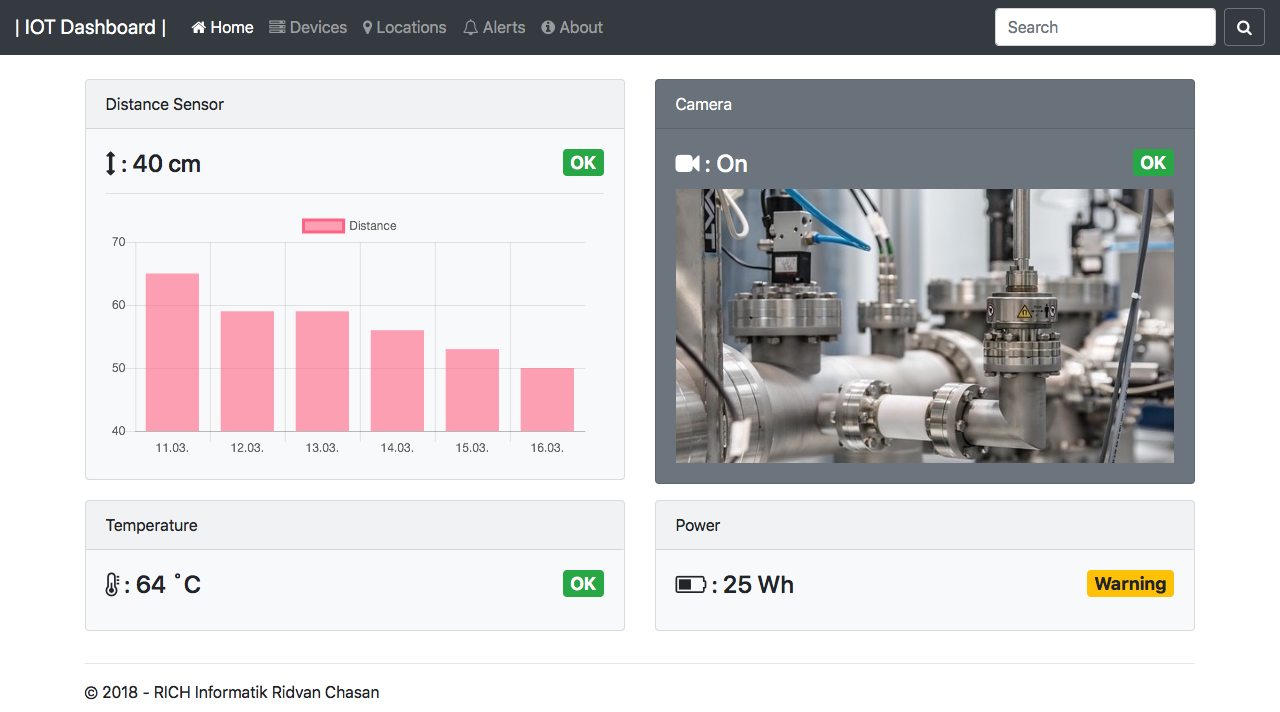 | IOT Dashboard | Home Devices Locations Alerts About Search
Distance Sensor
: 40 cm OK
Distance
70
60
50
40
11.03. 12.03. 13.03. 14.03. 15.03. 16.03.
Camera
: On OK
VAT
Temperature
: 64 °C OK
Power
: 25 Wh Warning
© 2018 - RICH Informatik Ridvan Chasan